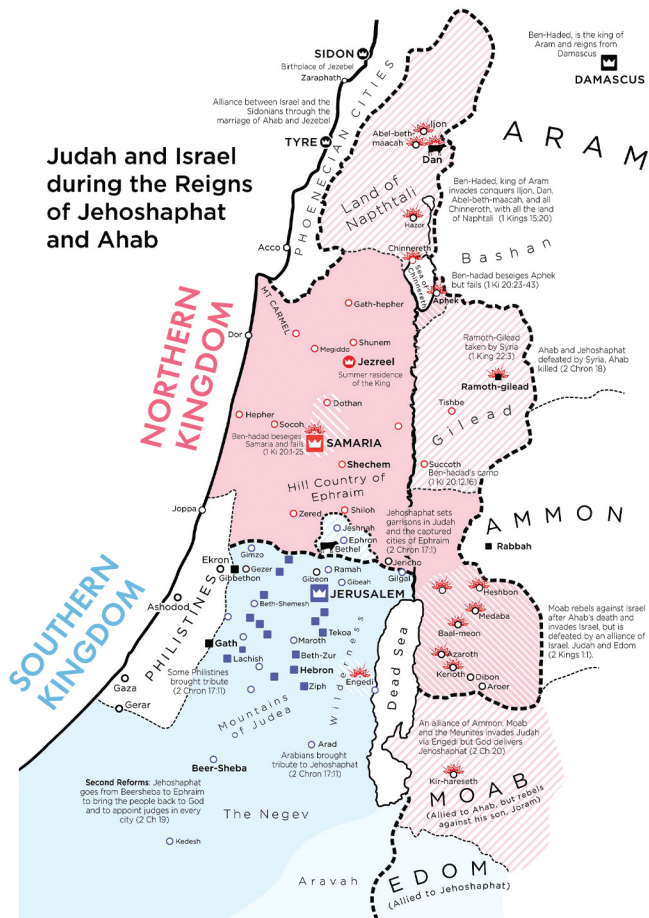 Ben-Haded, is the king of
Aram and reigns from
Damascus
DAMASCUS
SIDON
Birthplace of Jezebel
Zaraphath
Alliance between Israel and the
Sidonians through the
marriage of Ahab and Jezebel
TYRE
PHOENECIAN CITIES
Iljon
Abel-beth-
maacah
Dan
ARAM
Judah and Israel
during the Reigns
of Jehoshaphat
and Ahab
Land of
Napthtali
Hazor
Ben-Haded, king of Aram
invades conquers Iljon, Dan,
Abel-beth-maacah, and all
Chinneroth, with all the land
of Naphtali (1 Kings 15:20)
Acco
Chinnereth
Sea of
Chinnereth
Bashan
Ben-hadad beseiges Aphek
but fails (1 Ki 20:23-43)
Aphek
MT CARMEL
Gath-hepher
NORTHERN
KINGDOM
Dor
Shunem
Megiddo
Jezreel
Summer residence
of the King
Ramoth-Gilead
taken by Syria
(1 King 22:3)
Ahab and Jehoshaphat
defeated by Syria, Ahab
killed (2 Chron 18)
Ramoth-gilead
Dothan
Tishbe
Gilead
Hepher
Socoh
Ben-hadad beseiges
Samaria and fails
(1 Ki 20:1-25
SAMARIA
Shechem
Succoth
Ben-hadad's camp
(1 Ki 20:12.16)
Hill Country of
Ephraim
Joppa
Zered
Shiloh
Jehoshaphat sets
garrisons in Judah
and the captured
cities of Ephraim
(2 Chron 17:1)
AMMON
Rabbah
Jeshnah
Ephron
Bethel
Gimzo
Jericho
Ekron
Gezer
Gibbethon
Ramah
Gibeon
Gibeah
Gilgal
Heshbon
JERUSALEM
SOUTHERN
KINGDOM
Ashodod
PHILISTINES
Beth-Shemesh
Medaba
Moab rebels against Israel
after Ahab's death and
invades Israel, but is
defeated by an alliance of
Israel, Judah and Edom
(2 Kings 1:1).
Baal-meon
Tekoa
Gath
Maroth
Lachish
Beth-Zur
Azaroth
Kerioth
Hebron
Some Philistines
brought tribute
(2 Chron 17:11)
Engedi
Wilderness
Dead Sea
Dibon
Aroer
Ziph
Gaza
Gerar
Mountains
of Judea
An alliance of Ammon, Moab
and the Meunites invades Judah
via Engedi but God delivers
Jehoshaphat (2 Ch 20)
Arad
Arabians brought
tribute to Jehoshaphat
(2 Chron 17:11)
Beer-Sheba
Kir-hareseth
Second Reforms: Jehoshaphat
goes from Beersheba to Ephraim
to bring the people back to God
and to appoint judges in every
city (2 Ch 19)
MOAB
(Allied to Ahab, but rebels
against his son, Joram)
The Negev
Kedesh
Aravah
EDOM
(Allied to Jehoshaphat)